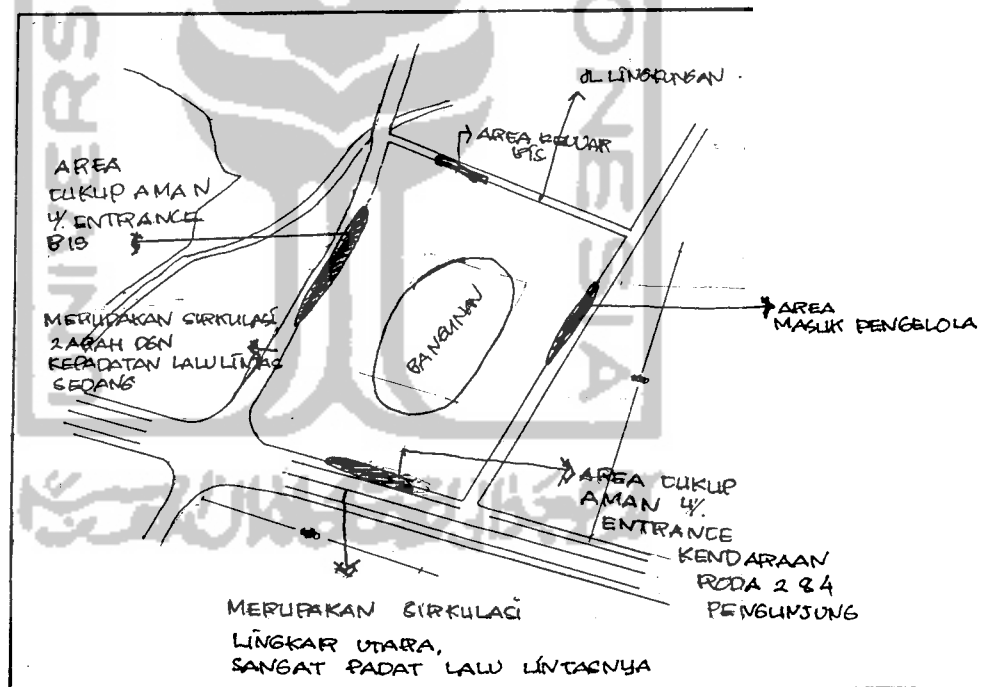 JL. LINGKUNGAN
AREA KELUAR
BIS
AREA
CUKUP AMAN
U/. ENTRANCE
BIS
BANGUNAN
AREA
MASUK PENGELOLA
MERUPAKAN SIRKULASI
2 ARAH DGN
KEPADATAN LALU LINTAS
SEDANG
AREA CUKUP
AMAN U/.
ENTRANCE
KENDARAAN
RODA 2 & 4
PENGUNJUNG
MERUPAKAN SIRKULASI
LINGKAR UTARA,
SANGAT PADAT LALU LINTASNYA
UNIVERS
ONESIA